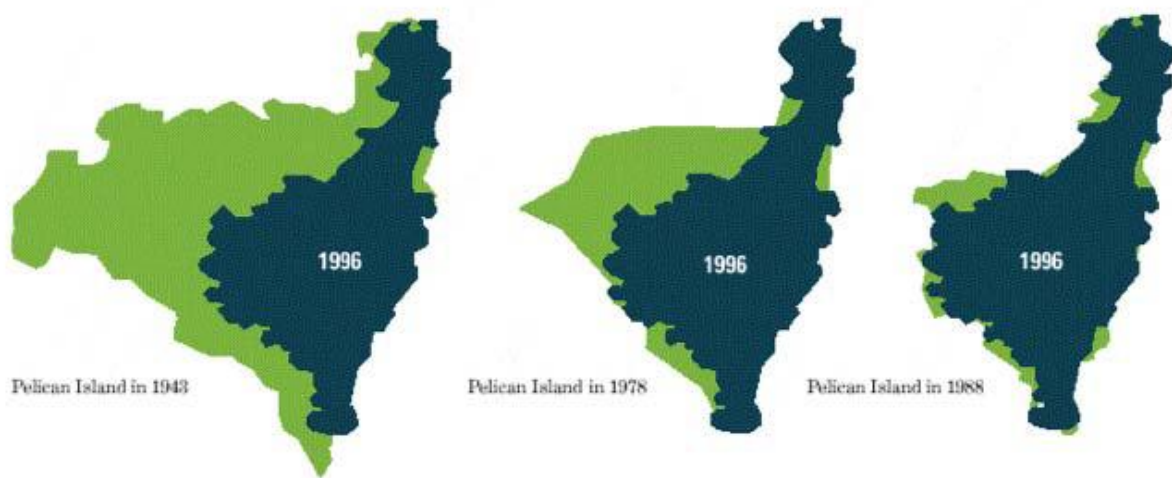 1996
Pelican Island in 1943
1996
Pelican Island in 1978
1996
Pelican Island in 1988